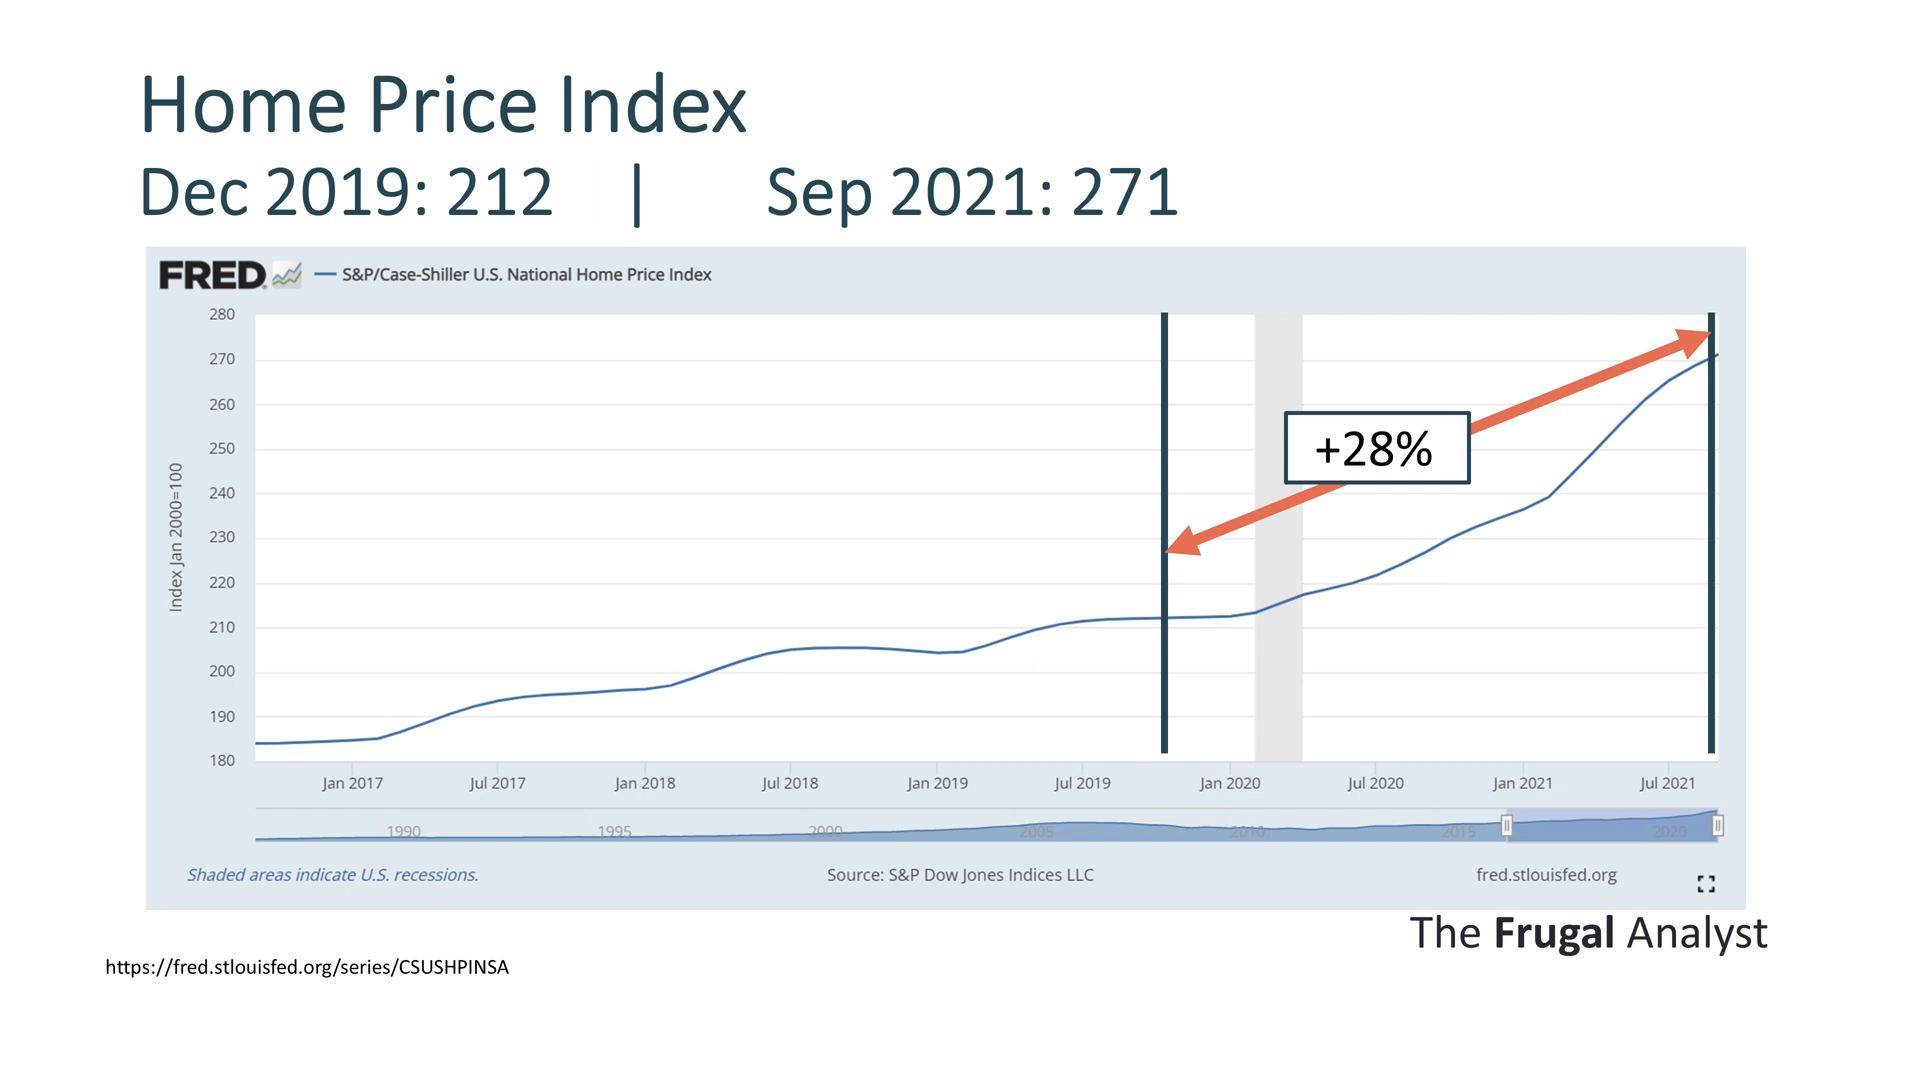 Home Price Index
Dec 2019: 212 | Sep 2021: 271
FRED S&P/Case-Shiller U.S. National Home Price Index
280
270
260
250
240
230
220
210
200
190
180
Index Jan 2000=100
+28%
Jan 2017 Jul 2017 Jan 2018 Jul 2018 Jan 2019 Jul 2019 Jan 2020 Jul 2020 Jan 2021 Jul 2021
1990 1995 2000 2005 2010 2015 2020
Shaded areas indicate U.S. recessions. Source: S&P Dow Jones Indices LLC fred.stlouisfed.org
The Frugal Analyst
https://fred.stlouisfed.org/series/CSUSHPINSA